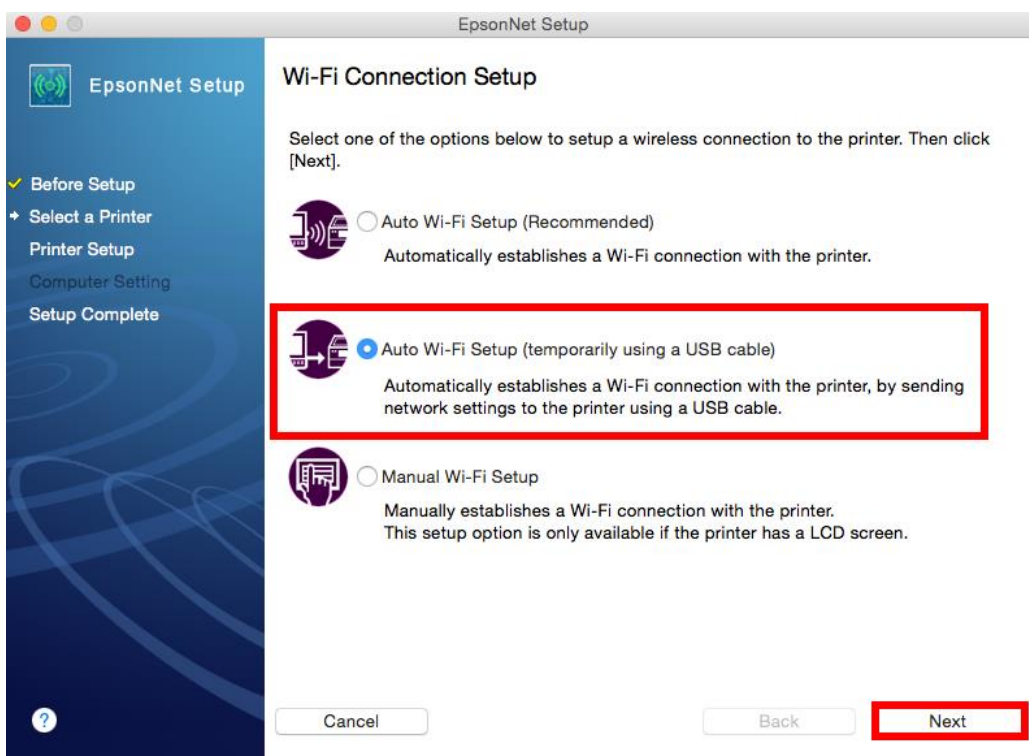 EpsonNet Setup
EpsonNet Setup
Before Setup
Select a Printer
Printer Setup
Computer Setting
Setup Complete
Wi-Fi Connection Setup
Select one of the options below to setup a wireless connection to the printer. Then click
[Next].
Auto Wi-Fi Setup (Recommended)
Automatically establishes a Wi-Fi connection with the printer.
Auto Wi-Fi Setup (temporarily using a USB cable)
Automatically establishes a Wi-Fi connection with the printer, by sending
network settings to the printer using a USB cable.
Manual Wi-Fi Setup
Manually establishes a Wi-Fi connection with the printer.
This setup option is only available if the printer has a LCD screen.
?
Cancel
Back
Next